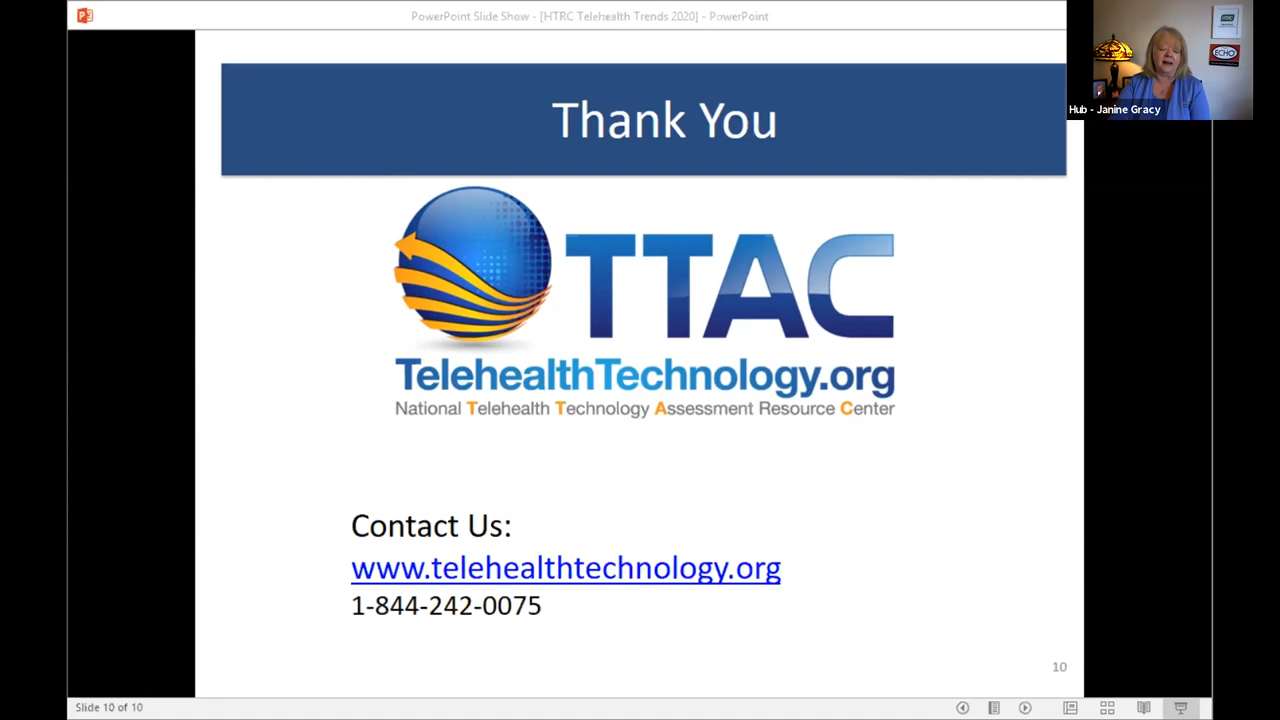 PowerPoint Slide Show - [HTRC Telehealth Trends 2020] - PowerPoint
ECHO
Hub - Janine Gracy
Thank You
TTAC
TelehealthTechnology.org
National Telehealth Technology Assessment Resource Center
Contact Us:
www.telehealthtechnology.org
1-844-242-0075
10
Slide 10 of 10